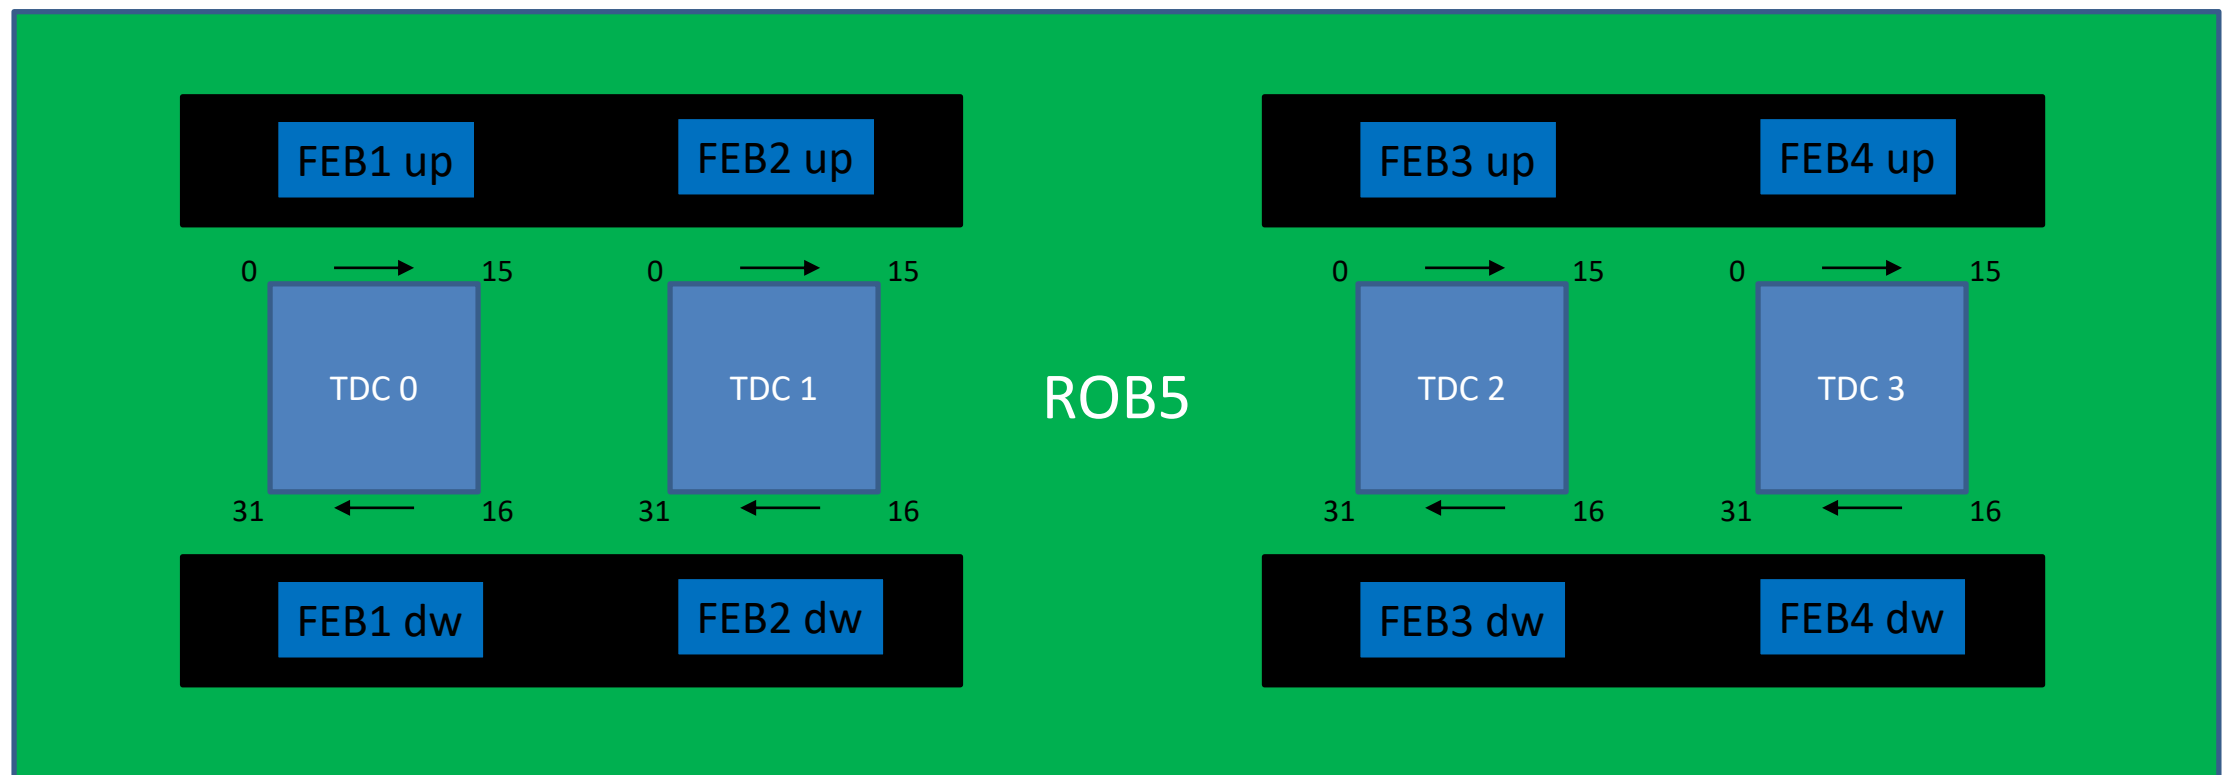 FEB1 up FEB2 up FEB3 up FEB4 up
0 15 0 15 0 15 0 15
TDC 0 TDC 1 ROB5 TDC 2 TDC 3
31 16 31 16 31 16 31 16
FEB1 dw FEB2 dw FEB3 dw FEB4 dw